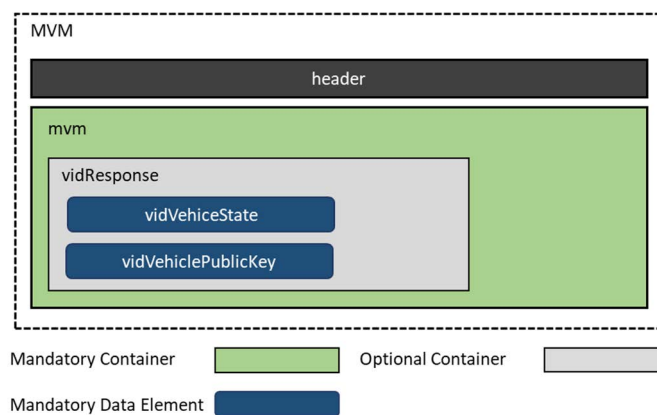 MVM
header
mvm
vidResponse
vidVehiceState
vidVehiclePublicKey
Mandatory Container
Optional Container
Mandatory Data Element